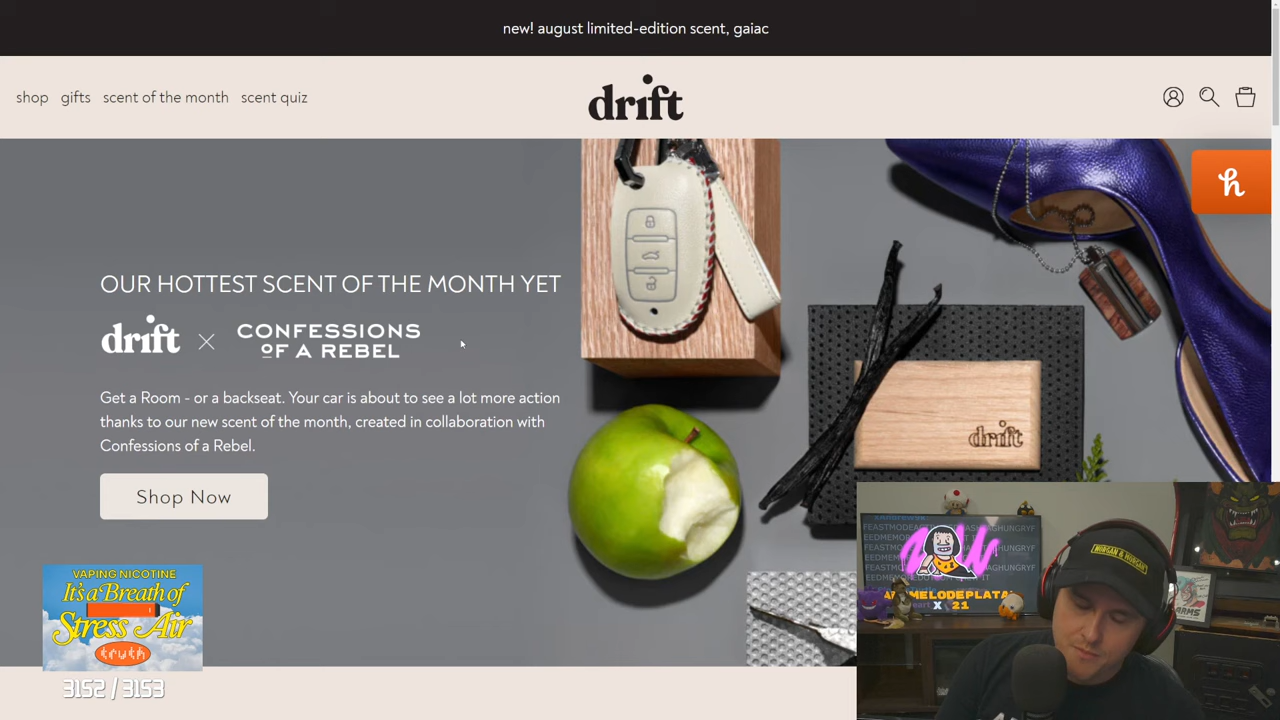 new! august limited-edition scent, gaiac
shop gifts scent of the month scent quiz
drift
h
OUR HOTTEST SCENT OF THE MONTH YET
drift × CONFESSIONS
OF A REBEL
Get a Room - or a backseat. Your car is about to see a lot more action
thanks to our new scent of the month, created in collaboration with
Confessions of a Rebel.
Shop Now
drift
VAPING NICOTINE
It's a Breath of
Stress Air
truth
3152 / 3153
MORGAN & MORGAN
X 21
ARMS